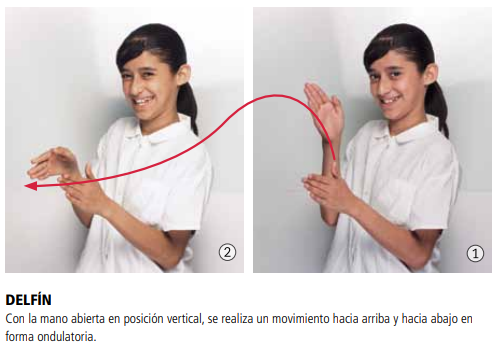 2
1
DELFÍN
Con la mano abierta en posición vertical, se realiza un movimiento hacia arriba y hacia abajo en
forma ondulatoria.